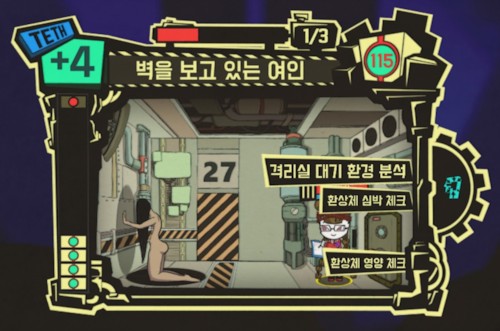 TETH
+4
1/3
벽을 보고 있는 여인
115
27
격리실 대기 환경 분석
환상체 심박 체크
환상체 영양 체크